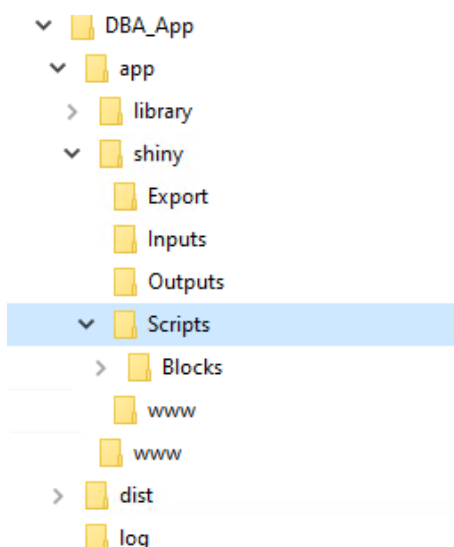 DBA_App
app
library
shiny
Export
Inputs
Outputs
Scripts
Blocks
www
www
dist
log